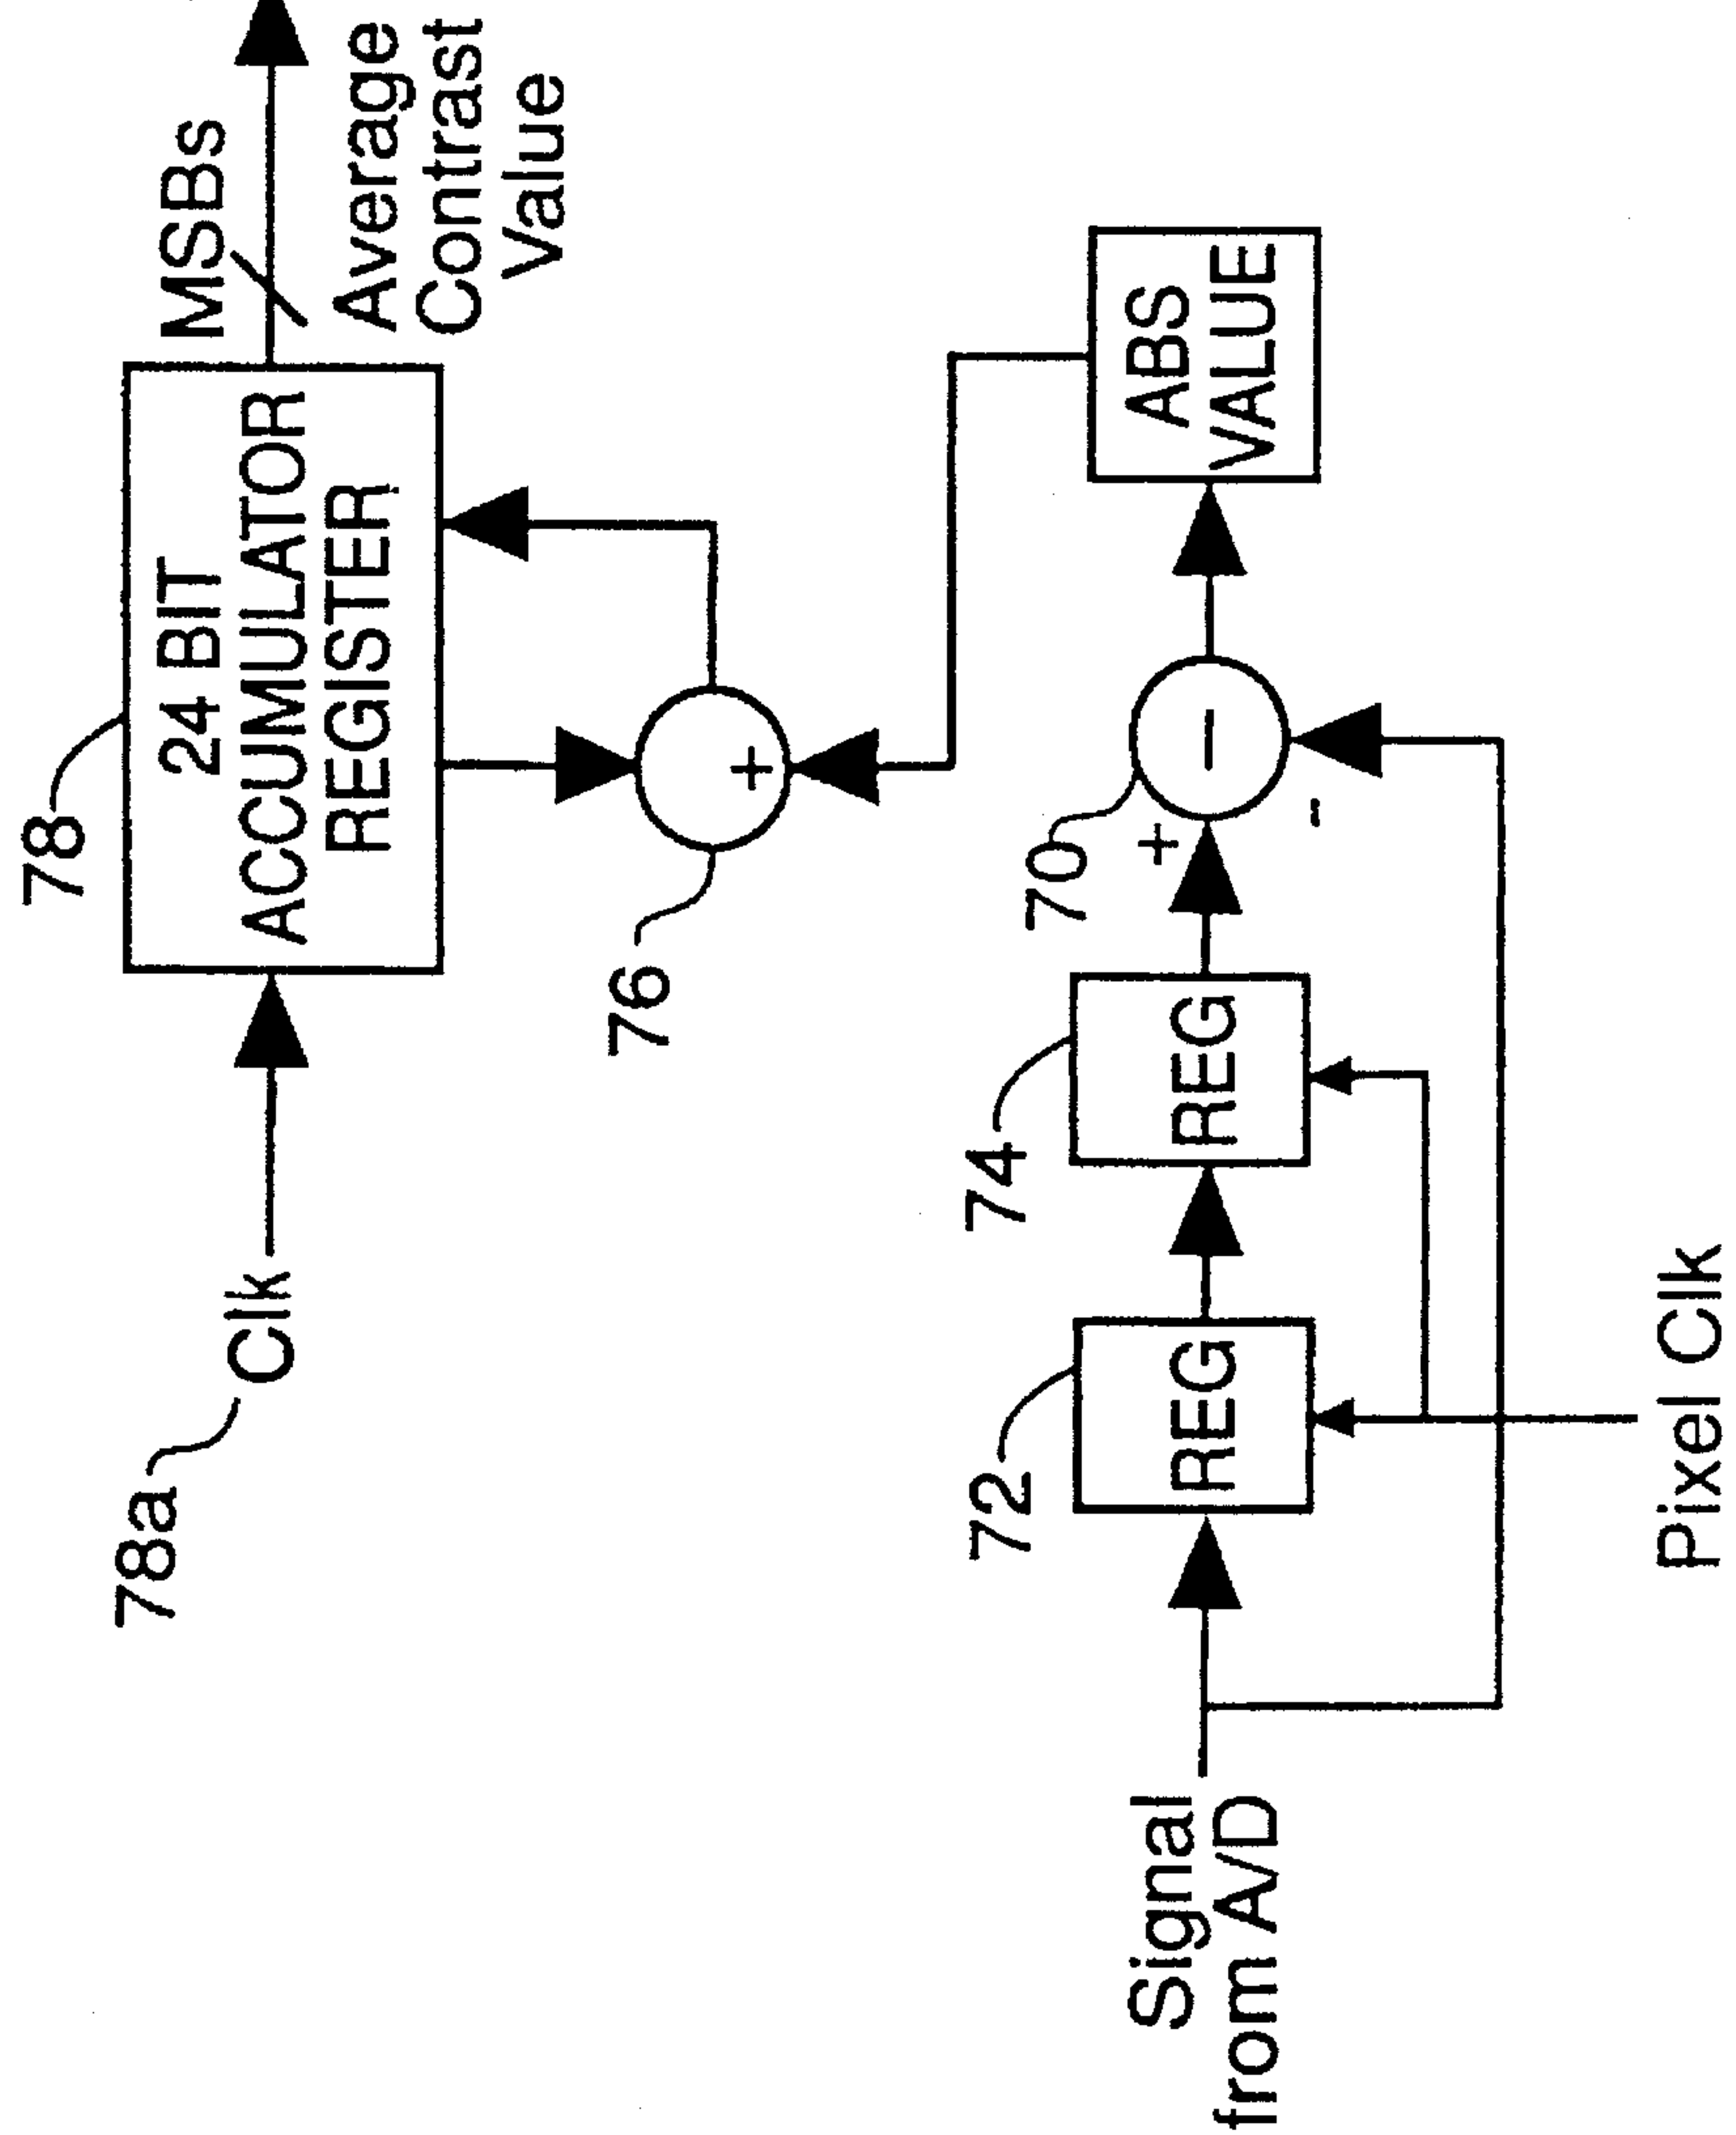 78
24 BIT
ACCUMULATOR
REGISTER
MSBs
Average
Contrast
Value
78a
Clk
76
+
ABS
VALUE
70
+
-
−
72
REG
74
REG
Signal
from A/D
Pixel Clk